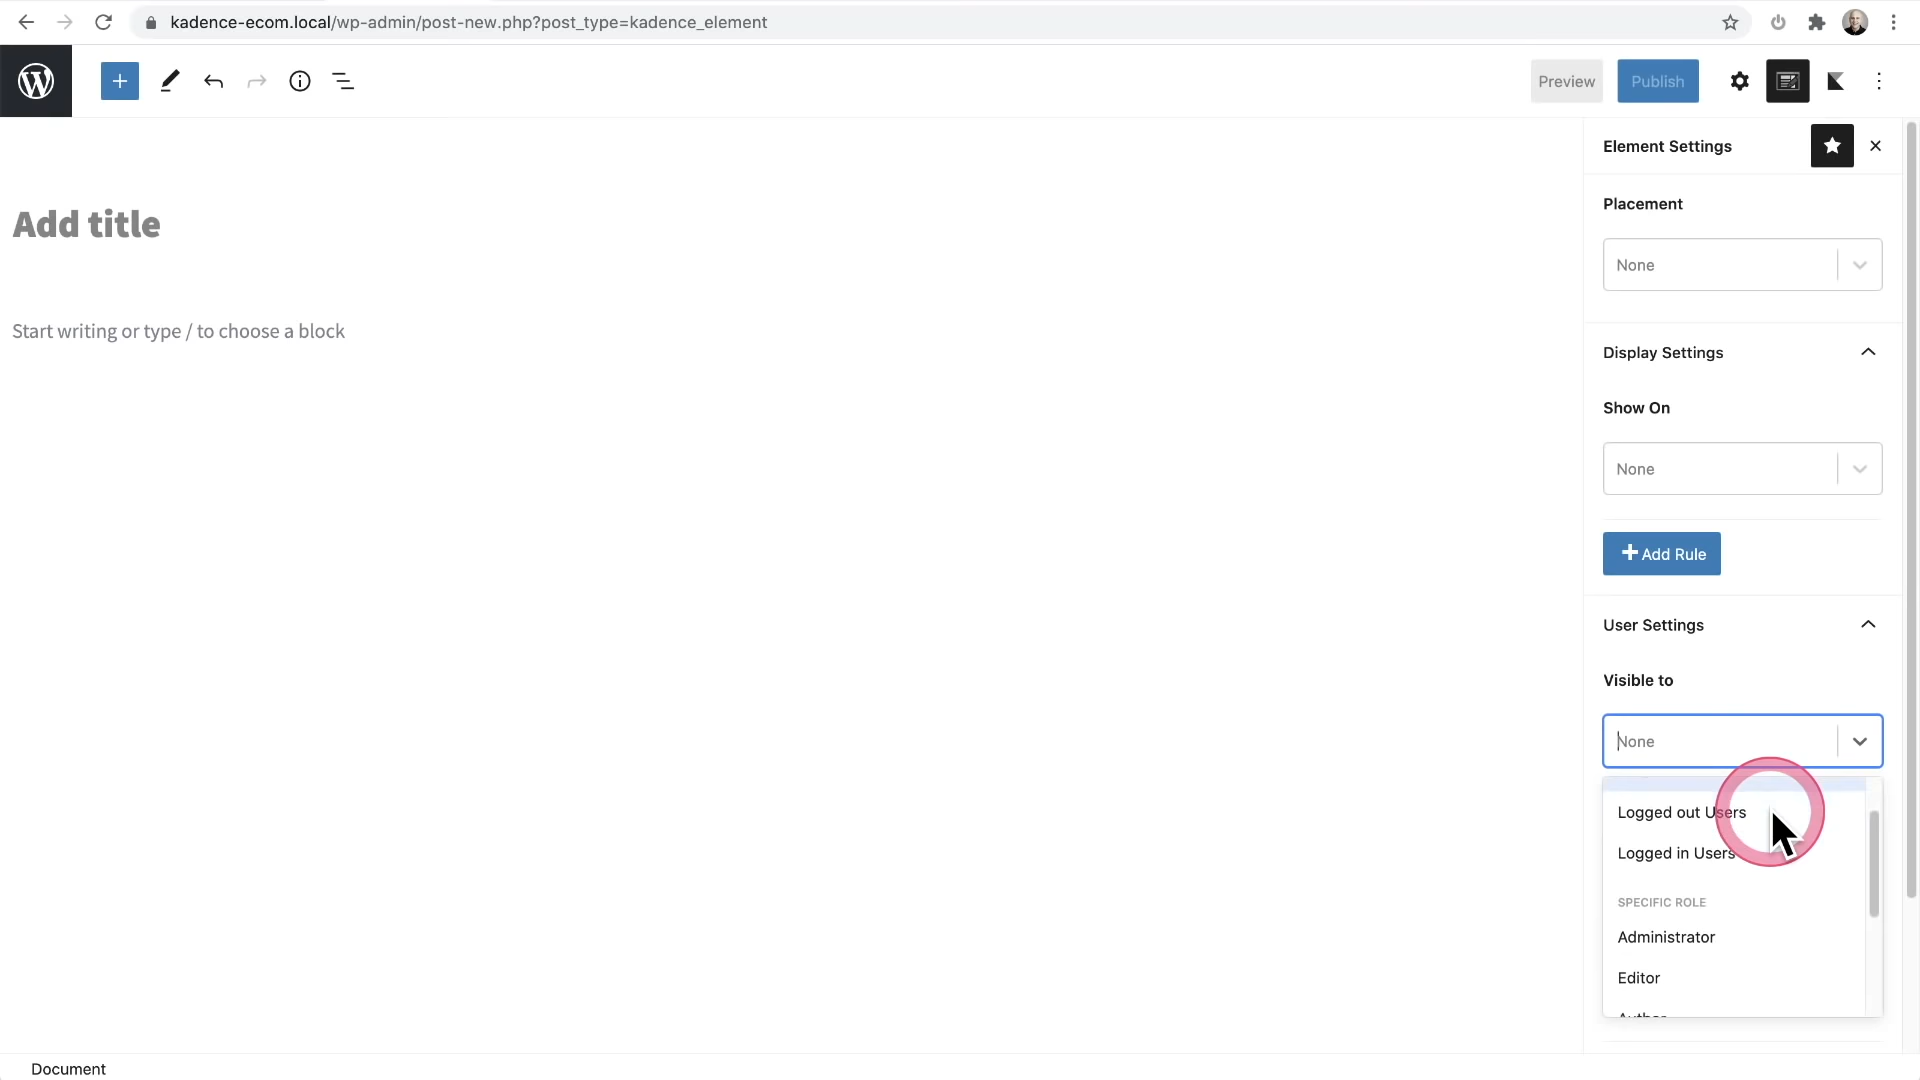 kadence-ecom.local/wp-admin/post-new.php?post_type=kadence_element
Preview
Publish
Element Settings
Placement
None
Add title
Start writing or type / to choose a block
Display Settings
Show On
None
Add Rule
User Settings
Visible to
None
Logged out Users
Logged in Users
SPECIFIC ROLE
Administrator
Editor
Author
Document